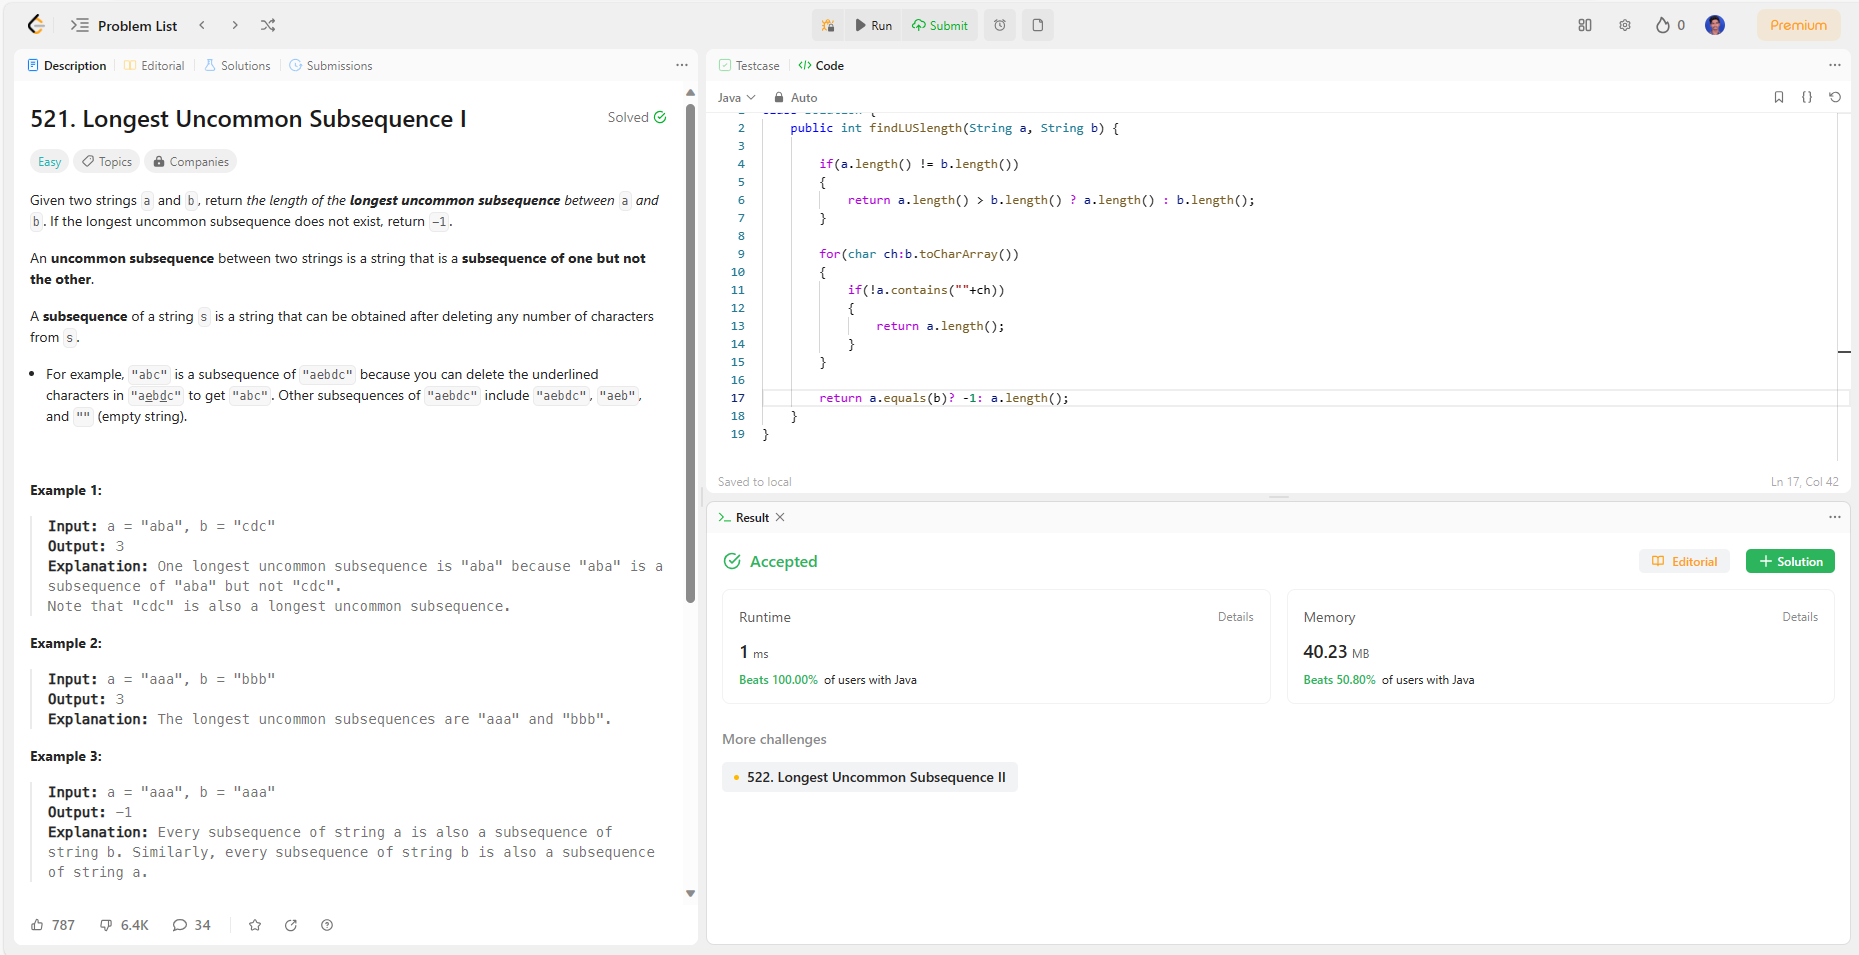 Problem List
Run
Submit
0
Premium
Description
Editorial
Solutions
Submissions
521. Longest Uncommon Subsequence I
Solved
Easy
Topics
Companies
Given two strings a and b, return the length of the longest uncommon subsequence between a and
b. If the longest uncommon subsequence does not exist, return -1.
An uncommon subsequence between two strings is a string that is a subsequence of one but not
the other.
A subsequence of a string s is a string that can be obtained after deleting any number of characters
from s.
• For example, "abc" is a subsequence of "aebdc" because you can delete the underlined
characters in "aebdc" to get "abc". Other subsequences of "aebdc" include "aebdc", "aeb",
and "" (empty string).
Example 1:
Input: a = "aba", b = "cdc"
Output: 3
Explanation: One longest uncommon subsequence is "aba" because "aba" is a
subsequence of "aba" but not "cdc".
Note that "cdc" is also a longest uncommon subsequence.
Example 2:
Input: a = "aaa", b = "bbb"
Output: 3
Explanation: The longest uncommon subsequences are "aaa" and "bbb".
Example 3:
Input: a = "aaa", b = "aaa"
Output: -1
Explanation: Every subsequence of string a is also a subsequence of
string b. Similarly, every subsequence of string b is also a subsequence
of string a.
787
6.4K
34
Testcase
Code
Java
Auto
2 public int findLUSlength(String a, String b) {
3
4 if(a.length() != b.length())
5 {
6 return a.length() > b.length() ? a.length() : b.length();
7 }
8
9 for(char ch:b.toCharArray())
10 {
11 if(!a.contains(""+ch))
12 {
13 return a.length();
14 }
15 }
16
17 return a.equals(b)? -1: a.length();
18 }
19 }
Saved to local
Ln 17, Col 42
Result
Accepted
Editorial
Solution
Runtime
Details
1 ms
Beats 100.00% of users with Java
Memory
Details
40.23 MB
Beats 50.80% of users with Java
More challenges
522. Longest Uncommon Subsequence II